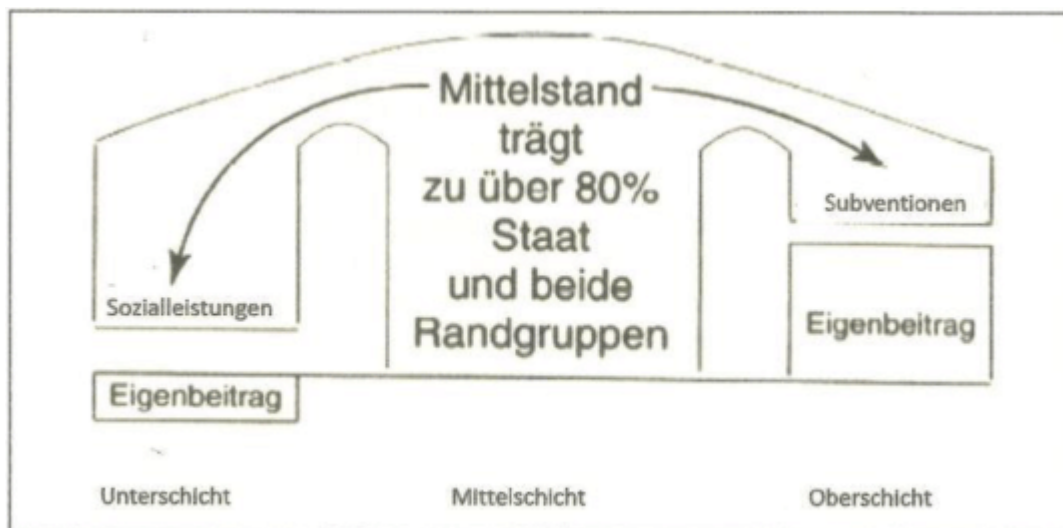 Mittelstand
trägt
zu über 80%
Staat
und beide
Randgruppen
Sozialleistungen
Eigenbeitrag
Subventionen
Eigenbeitrag
Unterschicht
Mittelschicht
Oberschicht